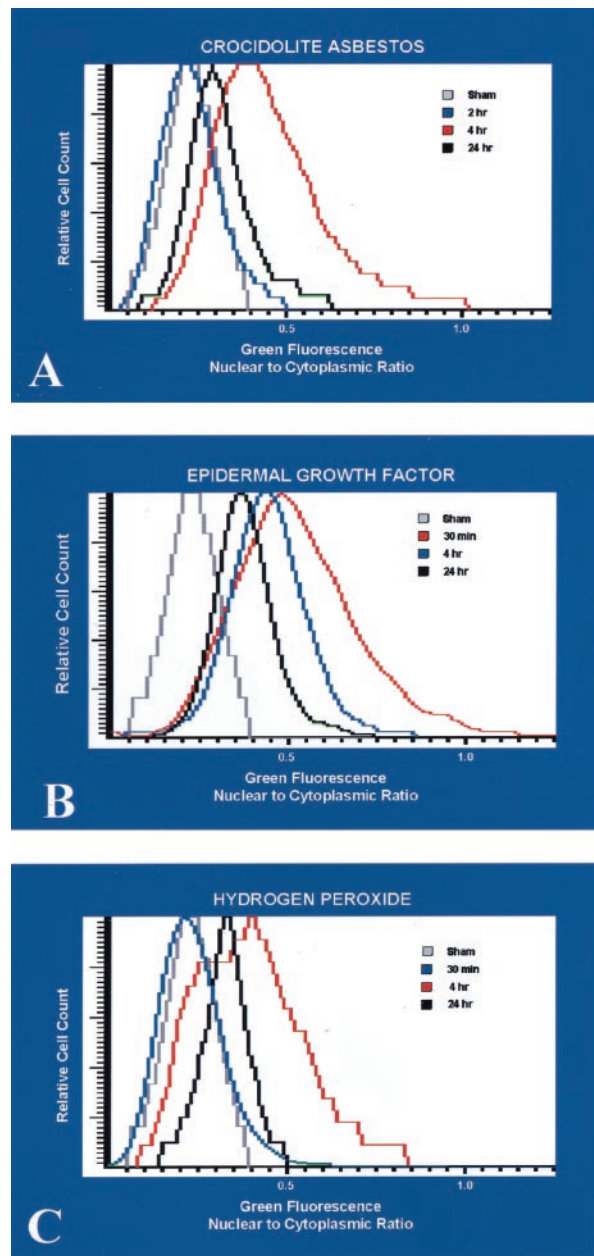 CROCIDOLITE ASBESTOS
Relative Cell Count
Sham
2 hr
4 hr
24 hr
0.5
1.0
Green Fluorescence
Nuclear to Cytoplasmic Ratio
A
EPIDERMAL GROWTH FACTOR
Relative Cell Count
Sham
30 min
4 hr
24 hr
0.5
1.0
Green Fluorescence
Nuclear to Cytoplasmic Ratio
B
HYDROGEN PEROXIDE
Relative Cell Count
Sham
30 min
4 hr
24 hr
0.5
1.0
Green Fluorescence
Nuclear to Cytoplasmic Ratio
C